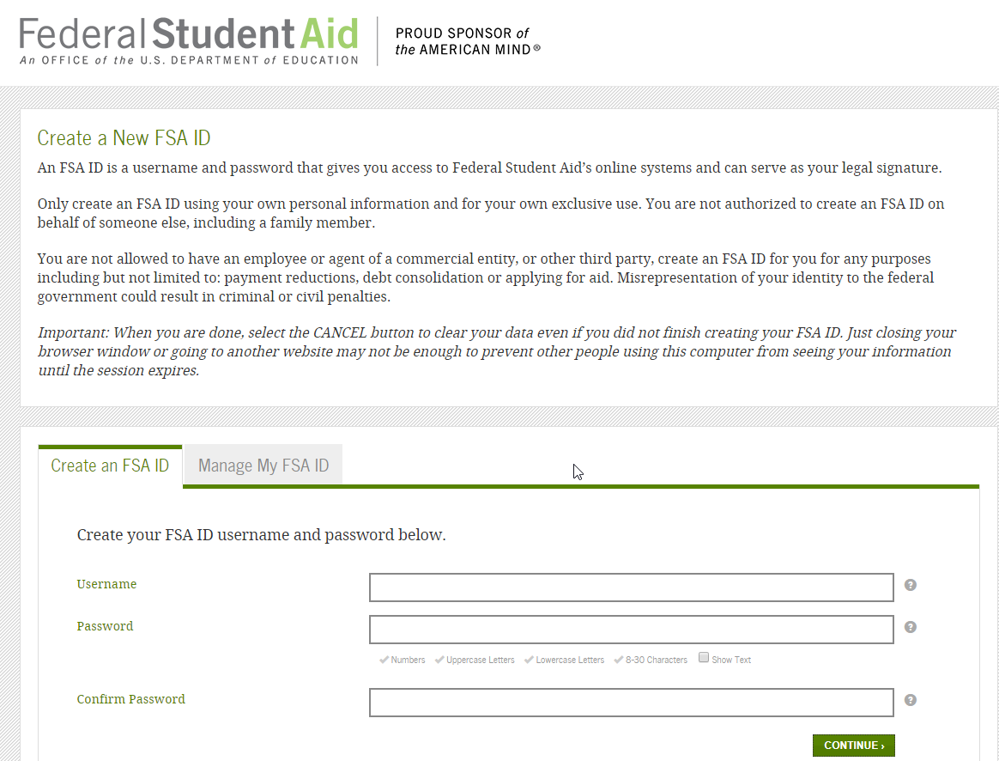 Federal Student Aid
An OFFICE of the U.S. DEPARTMENT of EDUCATION
PROUD SPONSOR of
the AMERICAN MIND®
Create a New FSA ID
An FSA ID is a username and password that gives you access to Federal Student Aid’s online systems and can serve as your legal signature.
Only create an FSA ID using your own personal information and for your own exclusive use. You are not authorized to create an FSA ID on
behalf of someone else, including a family member.
You are not allowed to have an employee or agent of a commercial entity, or other third party, create an FSA ID for you for any purposes
including but not limited to: payment reductions, debt consolidation or applying for aid. Misrepresentation of your identity to the federal
government could result in criminal or civil penalties.
Important: When you are done, select the CANCEL button to clear your data even if you did not finish creating your FSA ID. Just closing your
browser window or going to another website may not be enough to prevent other people using this computer from seeing your information
until the session expires.
Create an FSA ID Manage My FSA ID
Create your FSA ID username and password below.
Username ?
Password ?
Numbers Uppercase Letters Lowercase Letters 8-30 Characters Show Text
Confirm Password ?
CONTINUE ›